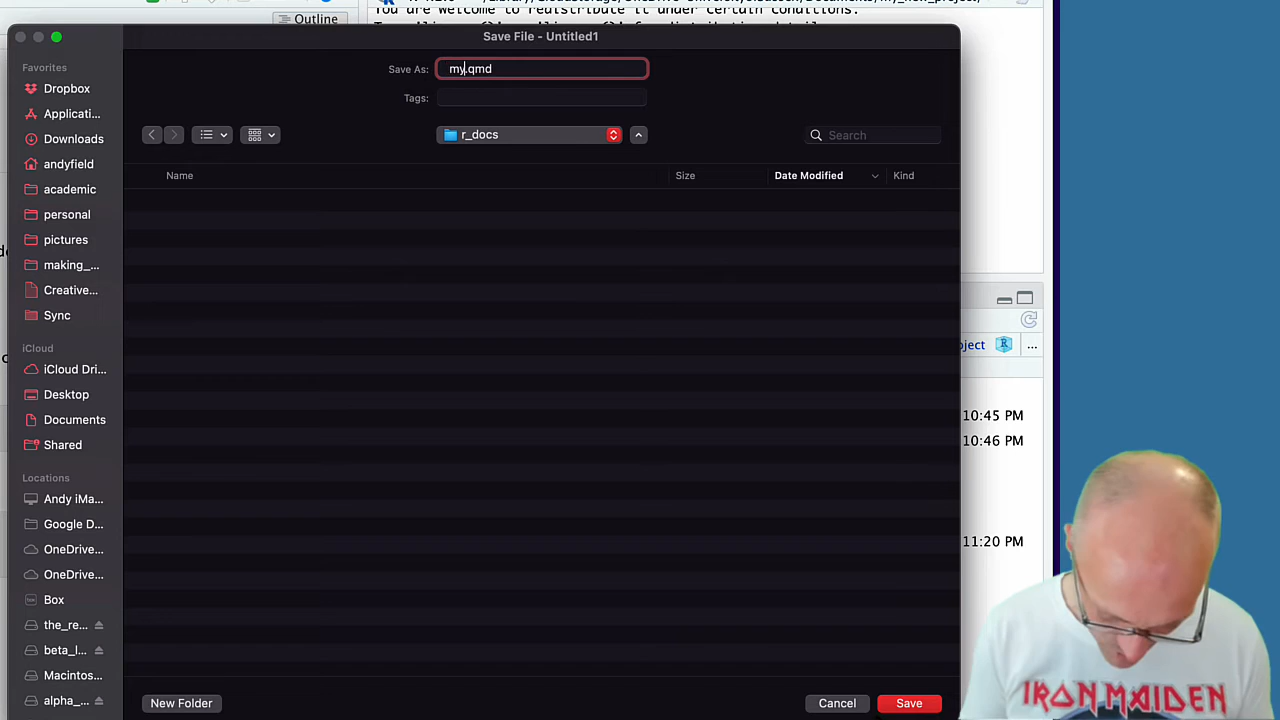 Outline
You are welcome to redistribute it under certain conditions.
Save File - Untitled1
Save As:
my.qmd
Tags:
r_docs
Search
Name
Size
Date Modified
Kind
Favorites
Dropbox
Applicati...
Downloads
andyfield
academic
personal
pictures
making_...
Creative...
Sync
iCloud
iCloud Dri...
Desktop
Documents
Shared
Locations
Andy iMa...
Google D...
OneDrive...
OneDrive...
Box
the_re...
beta_l...
Macintos...
alpha_...
New Folder
Cancel
Save
oject
...
10:45 PM
10:46 PM
11:20 PM
IRON MAIDEN